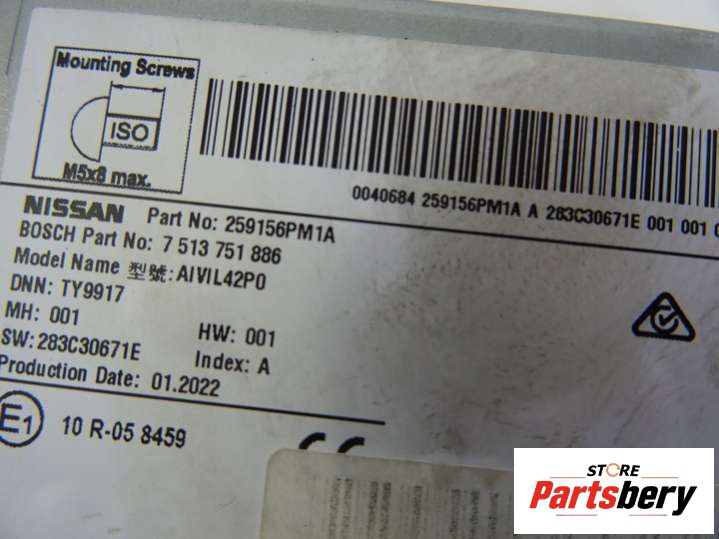 Mounting Screws
ISO
M5x8 max.
0040684 259156PM1A A 283C30671E 001 001
NISSAN Part No: 259156PM1A
BOSCH Part No: 7 513 751 886
Model Name 型號:AIVIL42P0
DNN: TY9917
MH: 001 HW: 001
SW:283C30671E Index: A
Production Date: 01.2022
E1 10 R-05 8459
CE
STORE
Partsbery